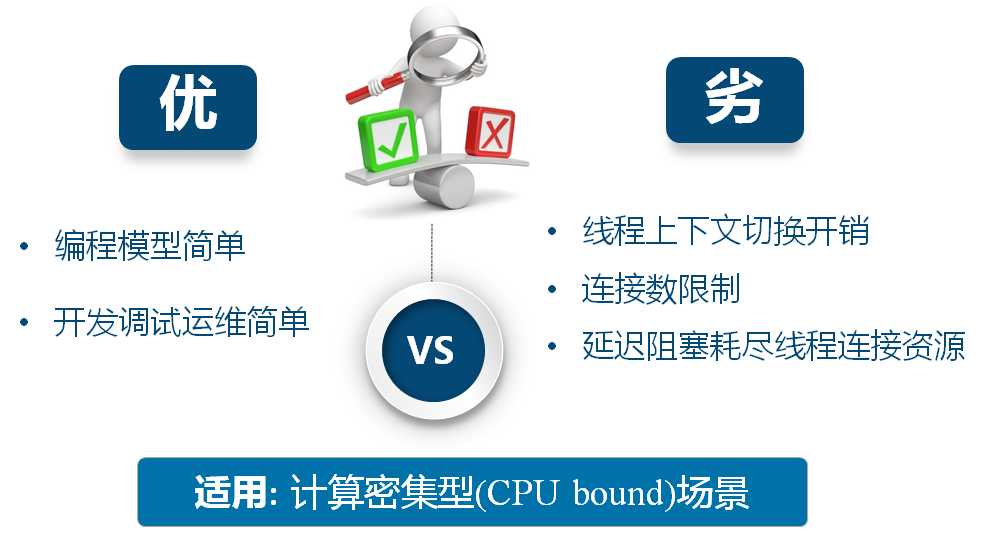 优
编程模型简单
开发调试运维简单
VS
劣
线程上下文切换开销
连接数限制
延迟阻塞耗尽线程连接资源
适用: 计算密集型(CPU bound)场景